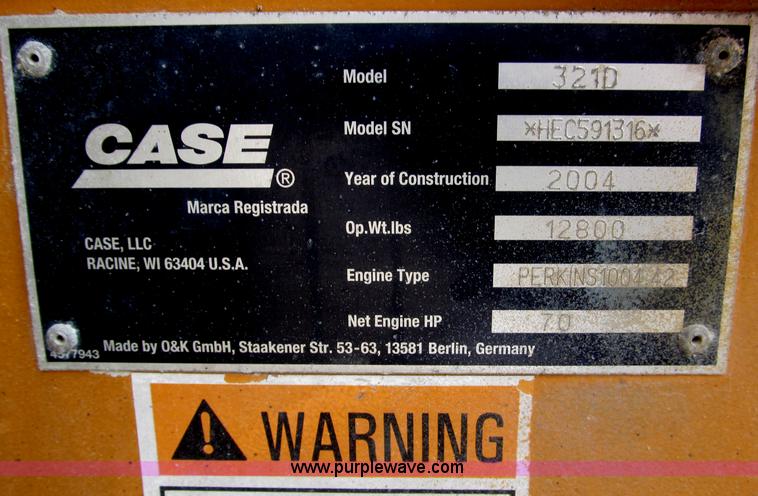 CASE ®
Marca Registrada
CASE, LLC
RACINE, WI 63404 U.S.A.
Model 321D
Model SN *HEC591316*
Year of Construction 2004
Op.Wt.lbs 12800
Engine Type PERKINS1004-42
Net Engine HP 70
4377943
Made by O&K GmbH, Staakener Str. 53-63, 13581 Berlin, Germany
WARNING
www.purplewave.com